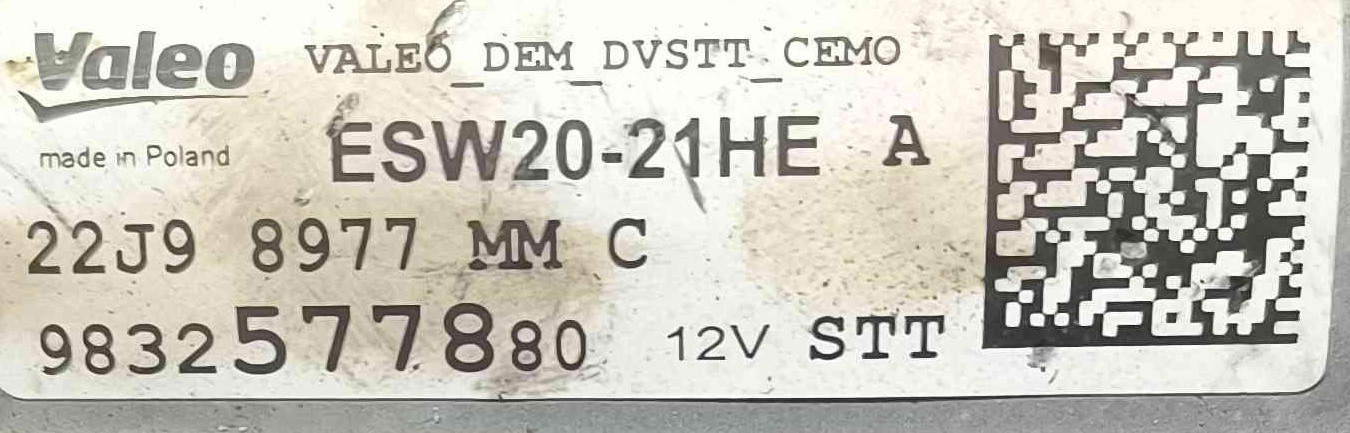 Valeo VALEO_DEM_DVSTT_CEMO
made in Poland ESW20-21HE A
22J9 8977 MM C
9832577880 12V STT